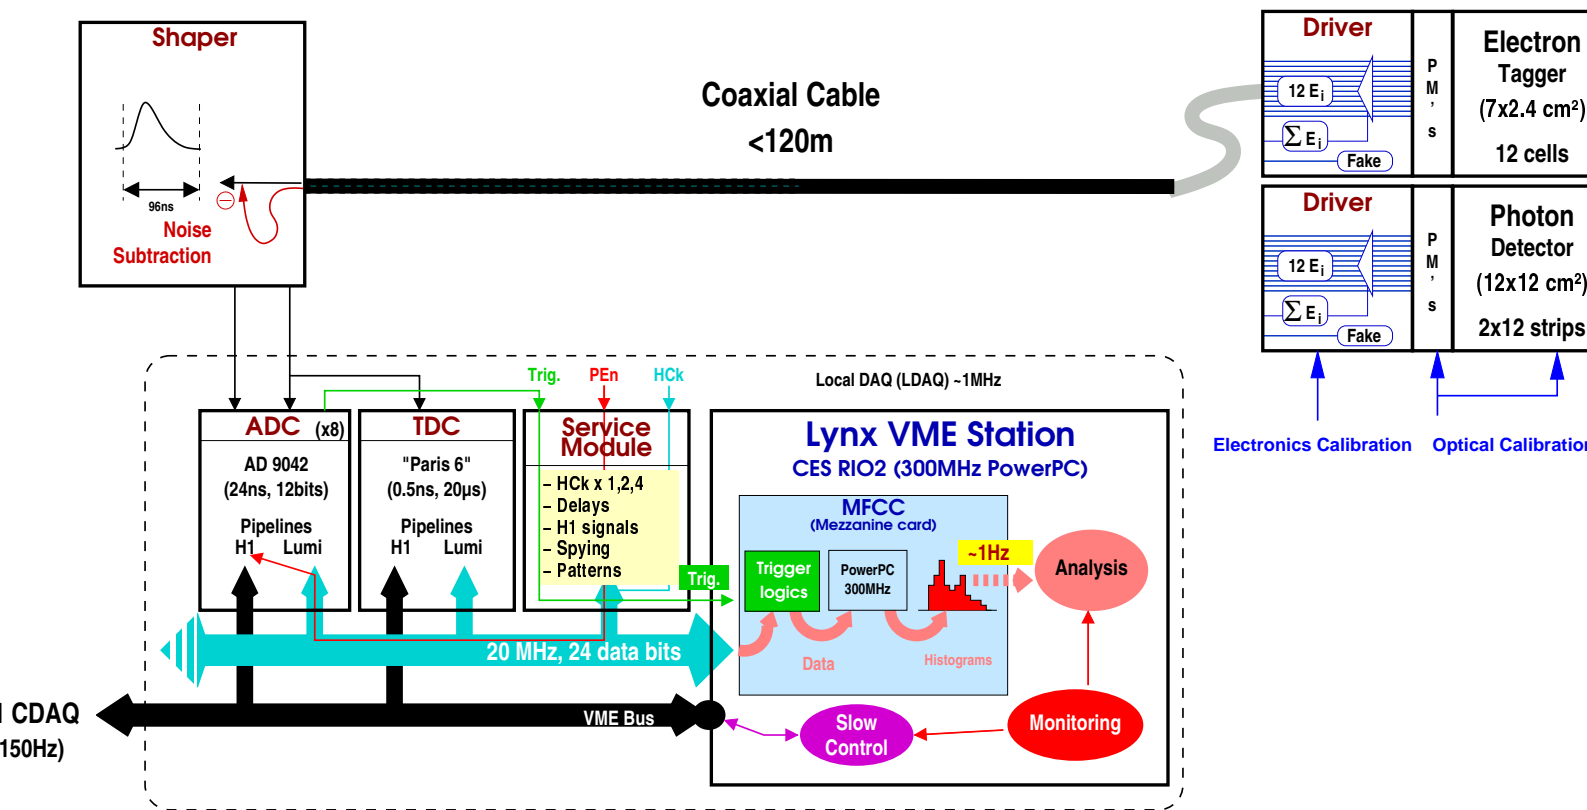 Shaper
96ns
Noise
Subtraction
Coaxial Cable
<120m
Driver
12 Ei
∑ Ei
Fake
P
M
'
s
Electron
Tagger
(7x2.4 cm²)
12 cells
Driver
12 Ei
∑ Ei
Fake
P
M
'
s
Photon
Detector
(12x12 cm²)
2x12 strips
Electronics Calibration
Optical Calibration
Trig.
PEn
HCk
Local DAQ (LDAQ) ~1MHz
ADC (x8)
AD 9042
(24ns, 12bits)
Pipelines
H1 Lumi
TDC
"Paris 6"
(0.5ns, 20µs)
Pipelines
H1 Lumi
Service
Module
– HCk x 1,2,4
– Delays
– H1 signals
– Spying
– Patterns
Trig.
Lynx VME Station
CES RIO2 (300MHz PowerPC)
MFCC
(Mezzanine card)
Trigger
logics
PowerPC
300MHz
~1Hz
Analysis
Data
Histograms
20 MHz, 24 data bits
VME Bus
Slow
Control
Monitoring
CDAQ
150Hz)